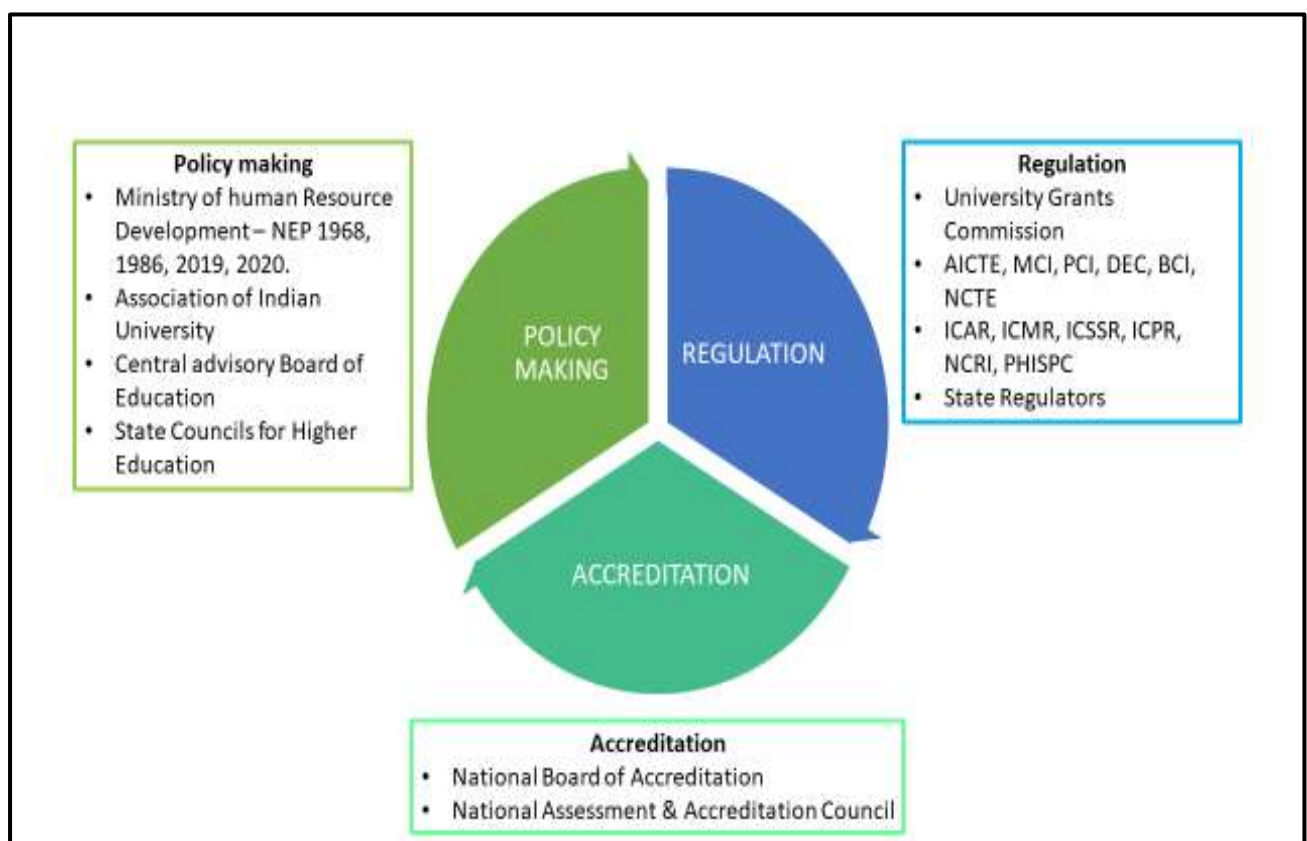 Policy making
• Ministry of human Resource
Development – NEP 1968,
1986, 2019, 2020.
• Association of Indian
University
• Central advisory Board of
Education
• State Councils for Higher
Education
POLICY
MAKING
REGULATION
ACCREDITATION
Regulation
• University Grants
Commission
• AICTE, MCI, PCI, DEC, BCI,
NCTE
• ICAR, ICMR, ICSSR, ICPR,
NCRI, PHISPC
• State Regulators
Accreditation
• National Board of Accreditation
• National Assessment & Accreditation Council